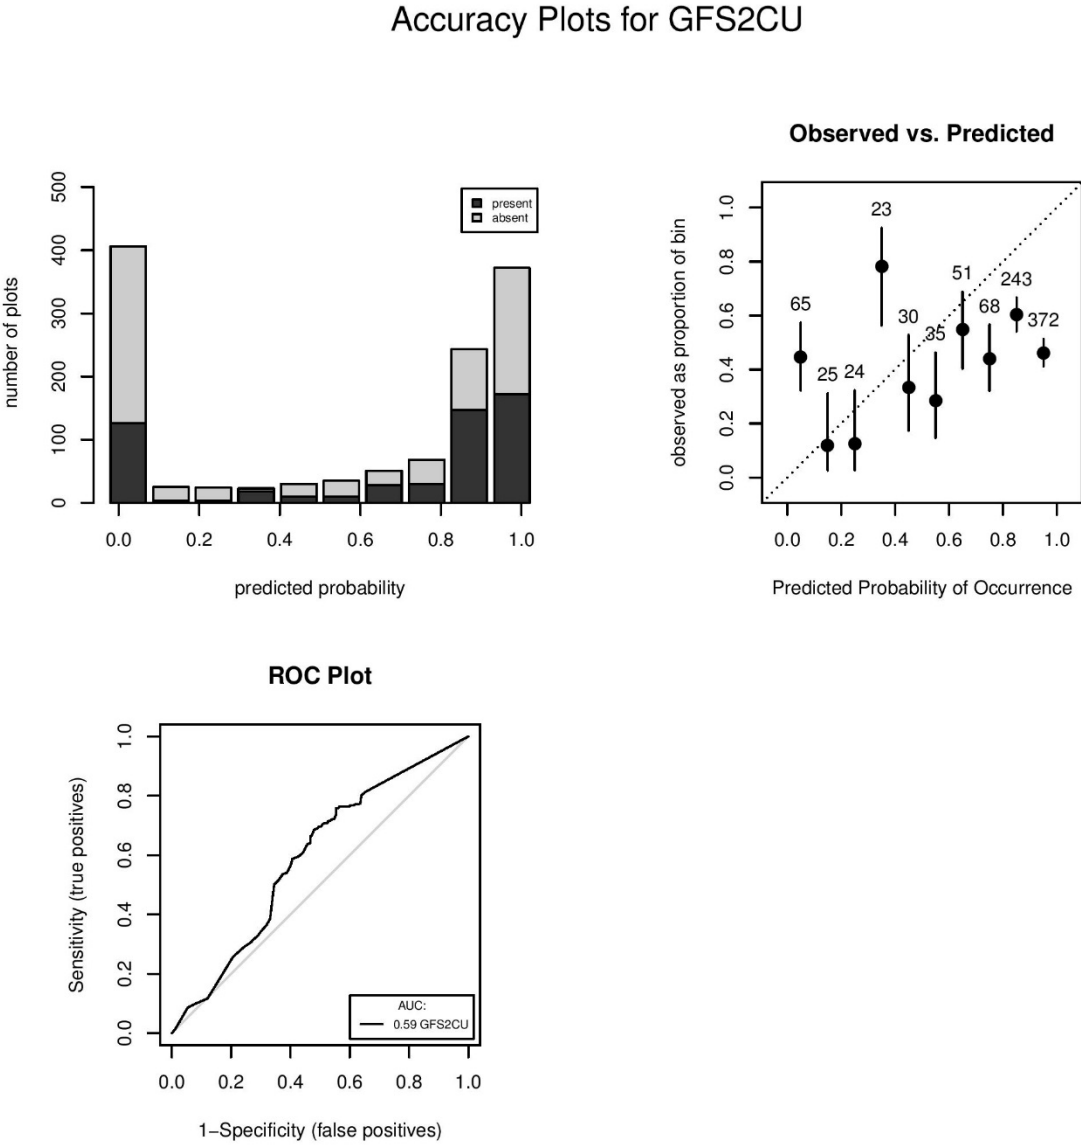 Accuracy Plots for GFS2CU
number of plots
500
400
300
200
100
0
present
absent
0.0 0.2 0.4 0.6 0.8 1.0
predicted probability
Observed vs. Predicted
observed as proportion of bin
1.0
0.8
0.6
0.4
0.2
0.0
65
25
24
23
30
35
51
68
243
372
0.0 0.2 0.4 0.6 0.8 1.0
Predicted Probability of Occurrence
ROC Plot
Sensitivity (true positives)
1.0
0.8
0.6
0.4
0.2
0.0
AUC:
0.59 GFS2CU
0.0 0.2 0.4 0.6 0.8 1.0
1−Specificity (false positives)